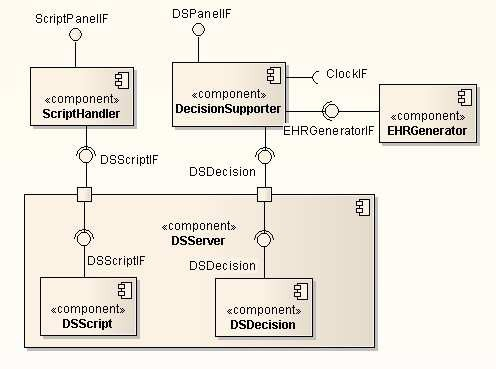 ScriptPanelIF
DSPanelIF
«component»
ScriptHandler
«component»
DecisionSupporter
ClockIF
EHRGeneratorIF
«component»
EHRGenerator
DSScriptIF
DSDecision
«component»
DSServer
DSScriptIF
DSDecision
«component»
DSScript
«component»
DSDecision